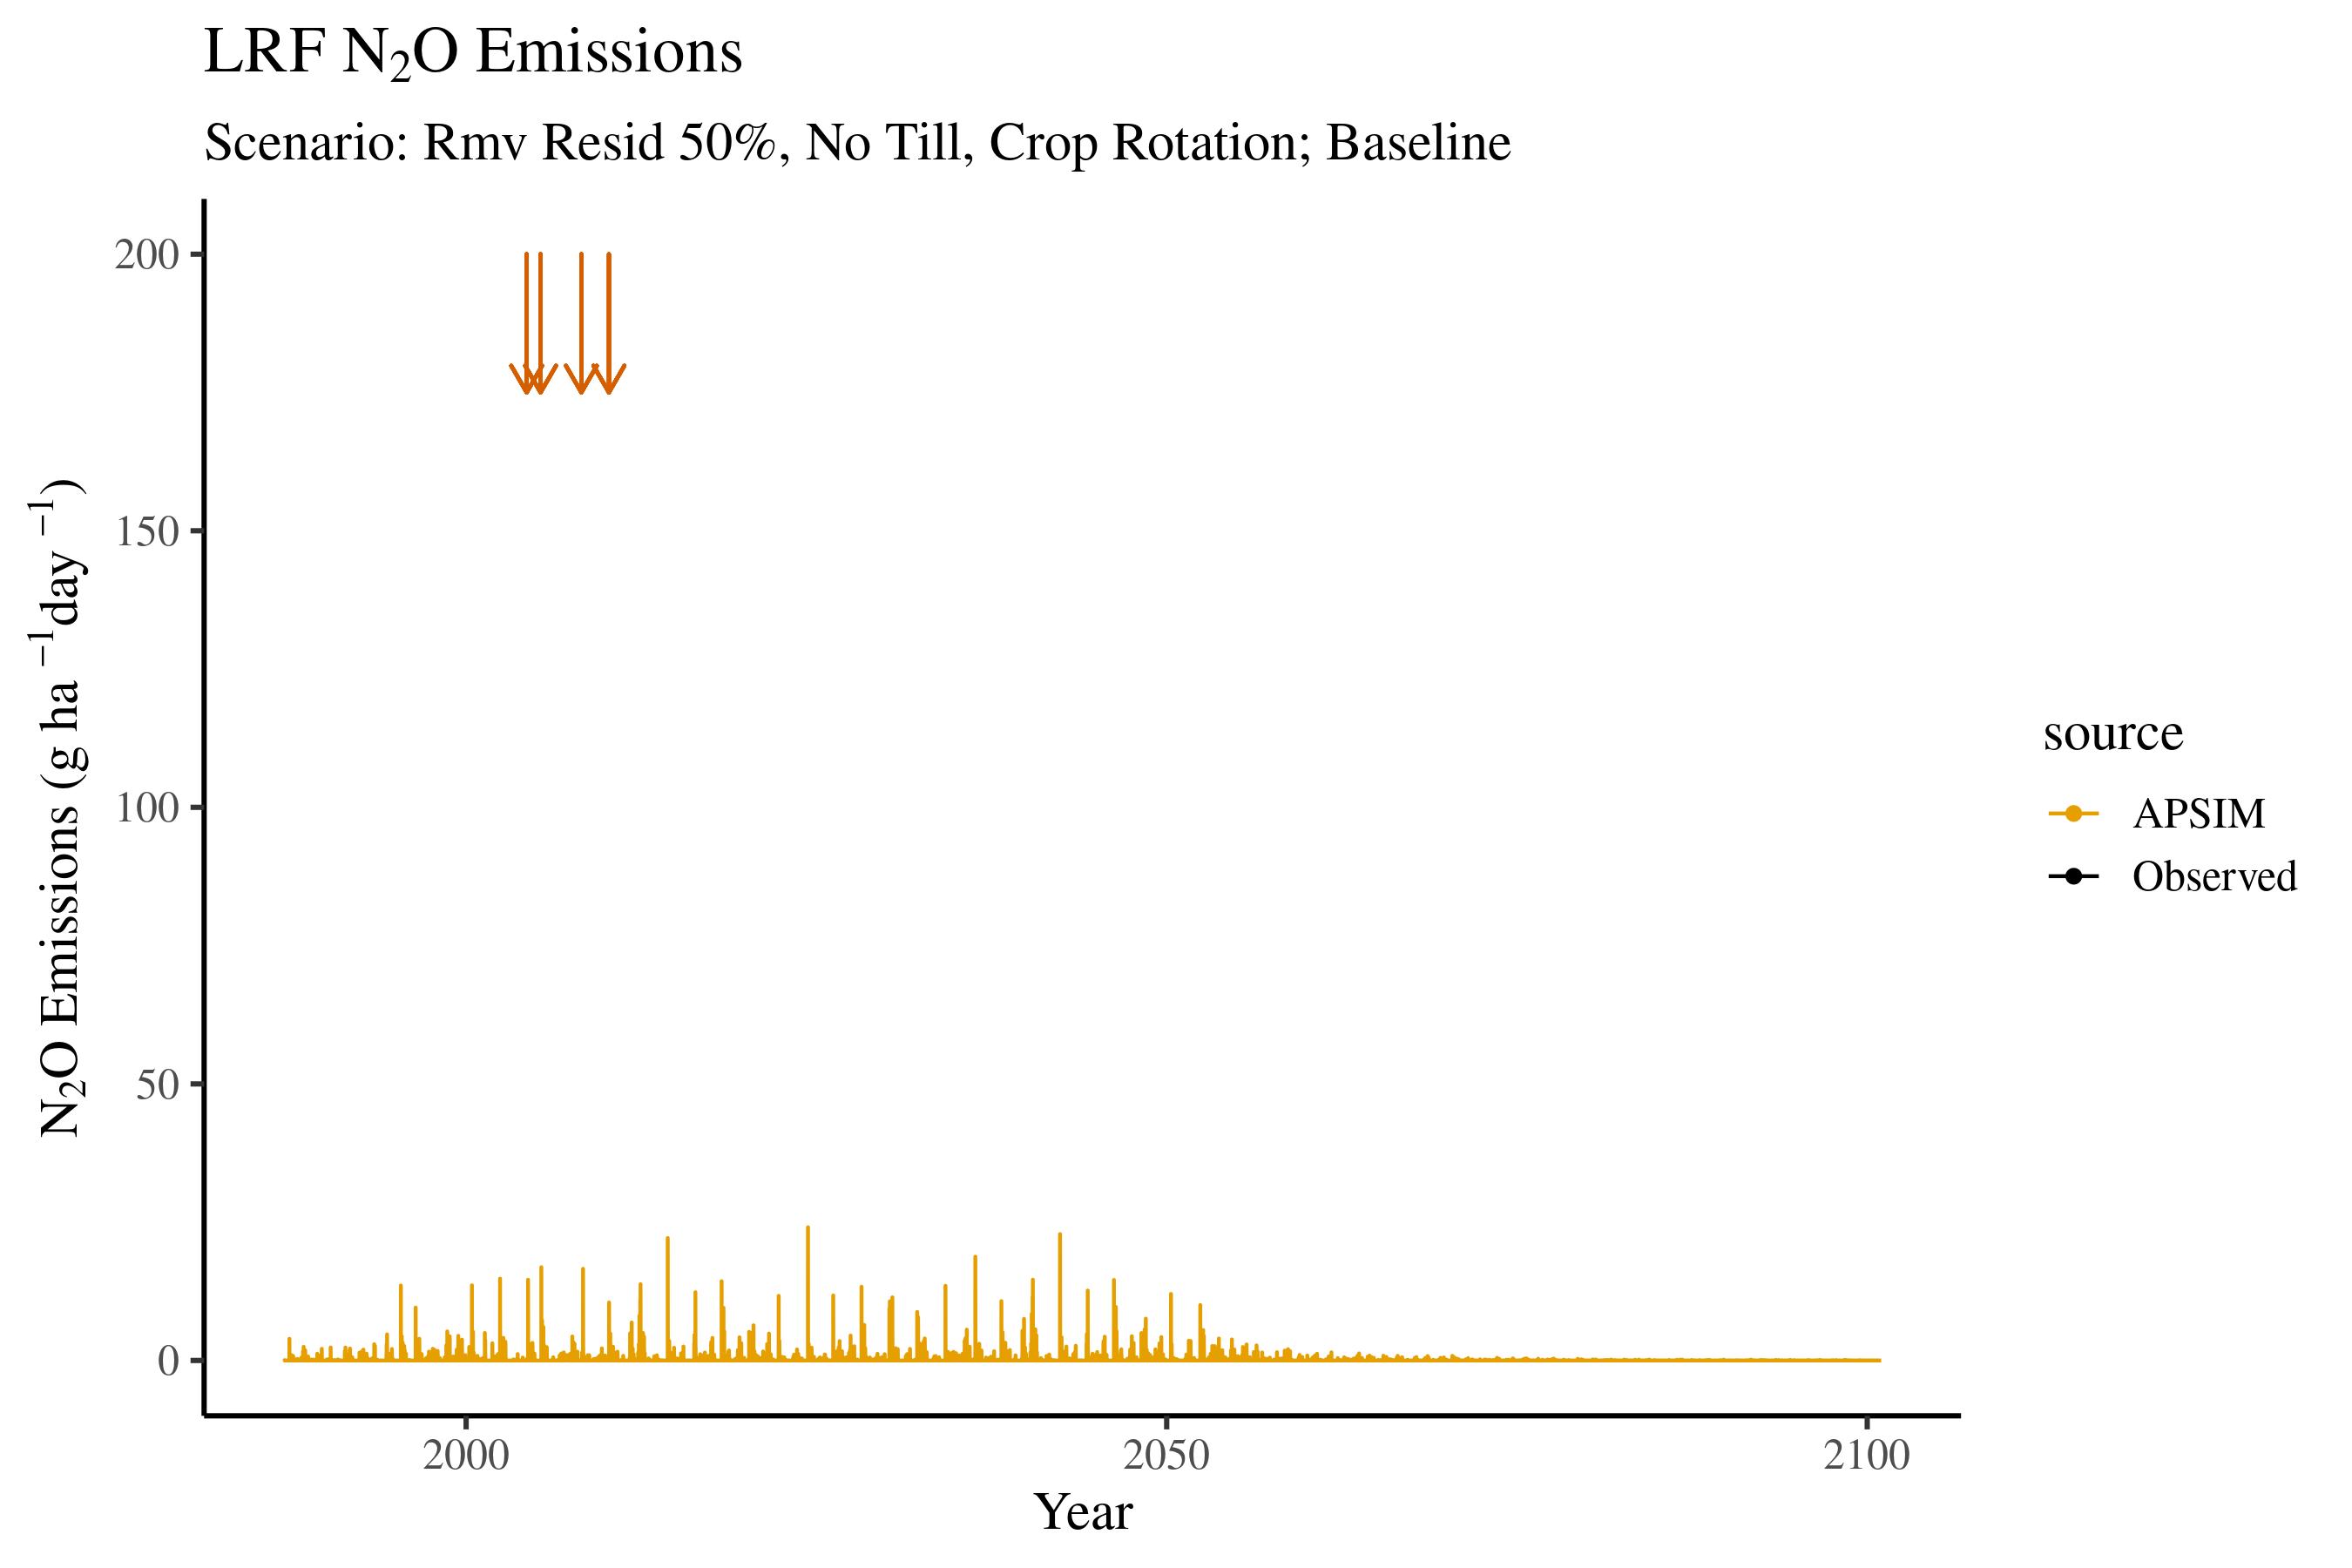 LRF N₂O Emissions
Scenario: Rmv Resid 50%, No Till, Crop Rotation; Baseline
N₂O Emissions (g ha ⁻¹day ⁻¹)
200
150
100
50
0
2000 2050 2100
Year
source
APSIM
Observed